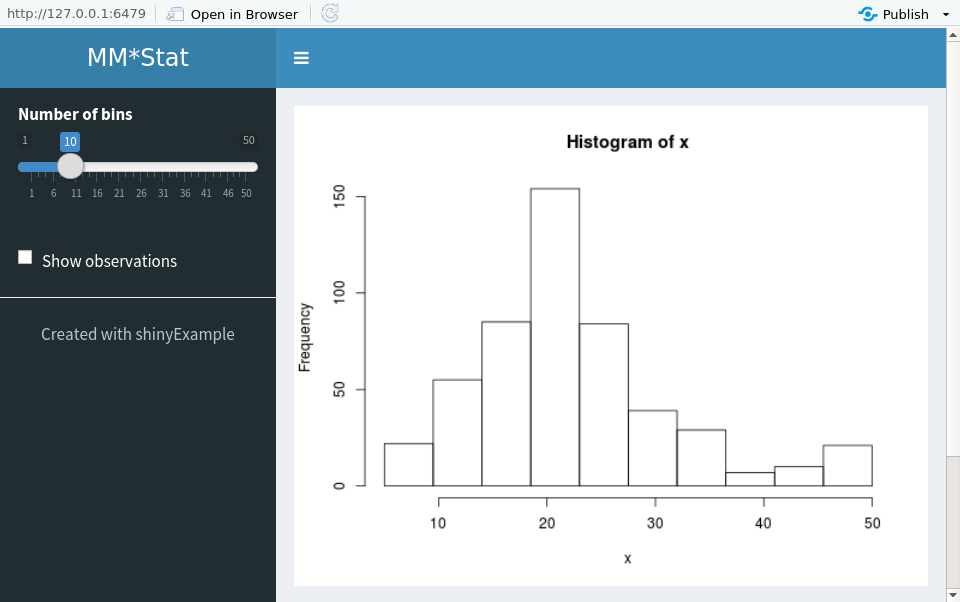 http://127.0.0.1:6479 Open in Browser Publish
MM*Stat
Number of bins
1 10 50
1 6 11 16 21 26 31 36 41 46 50
Show observations
Created with shinyExample
Histogram of x
Frequency
150
100
50
0
10 20 30 40 50
x